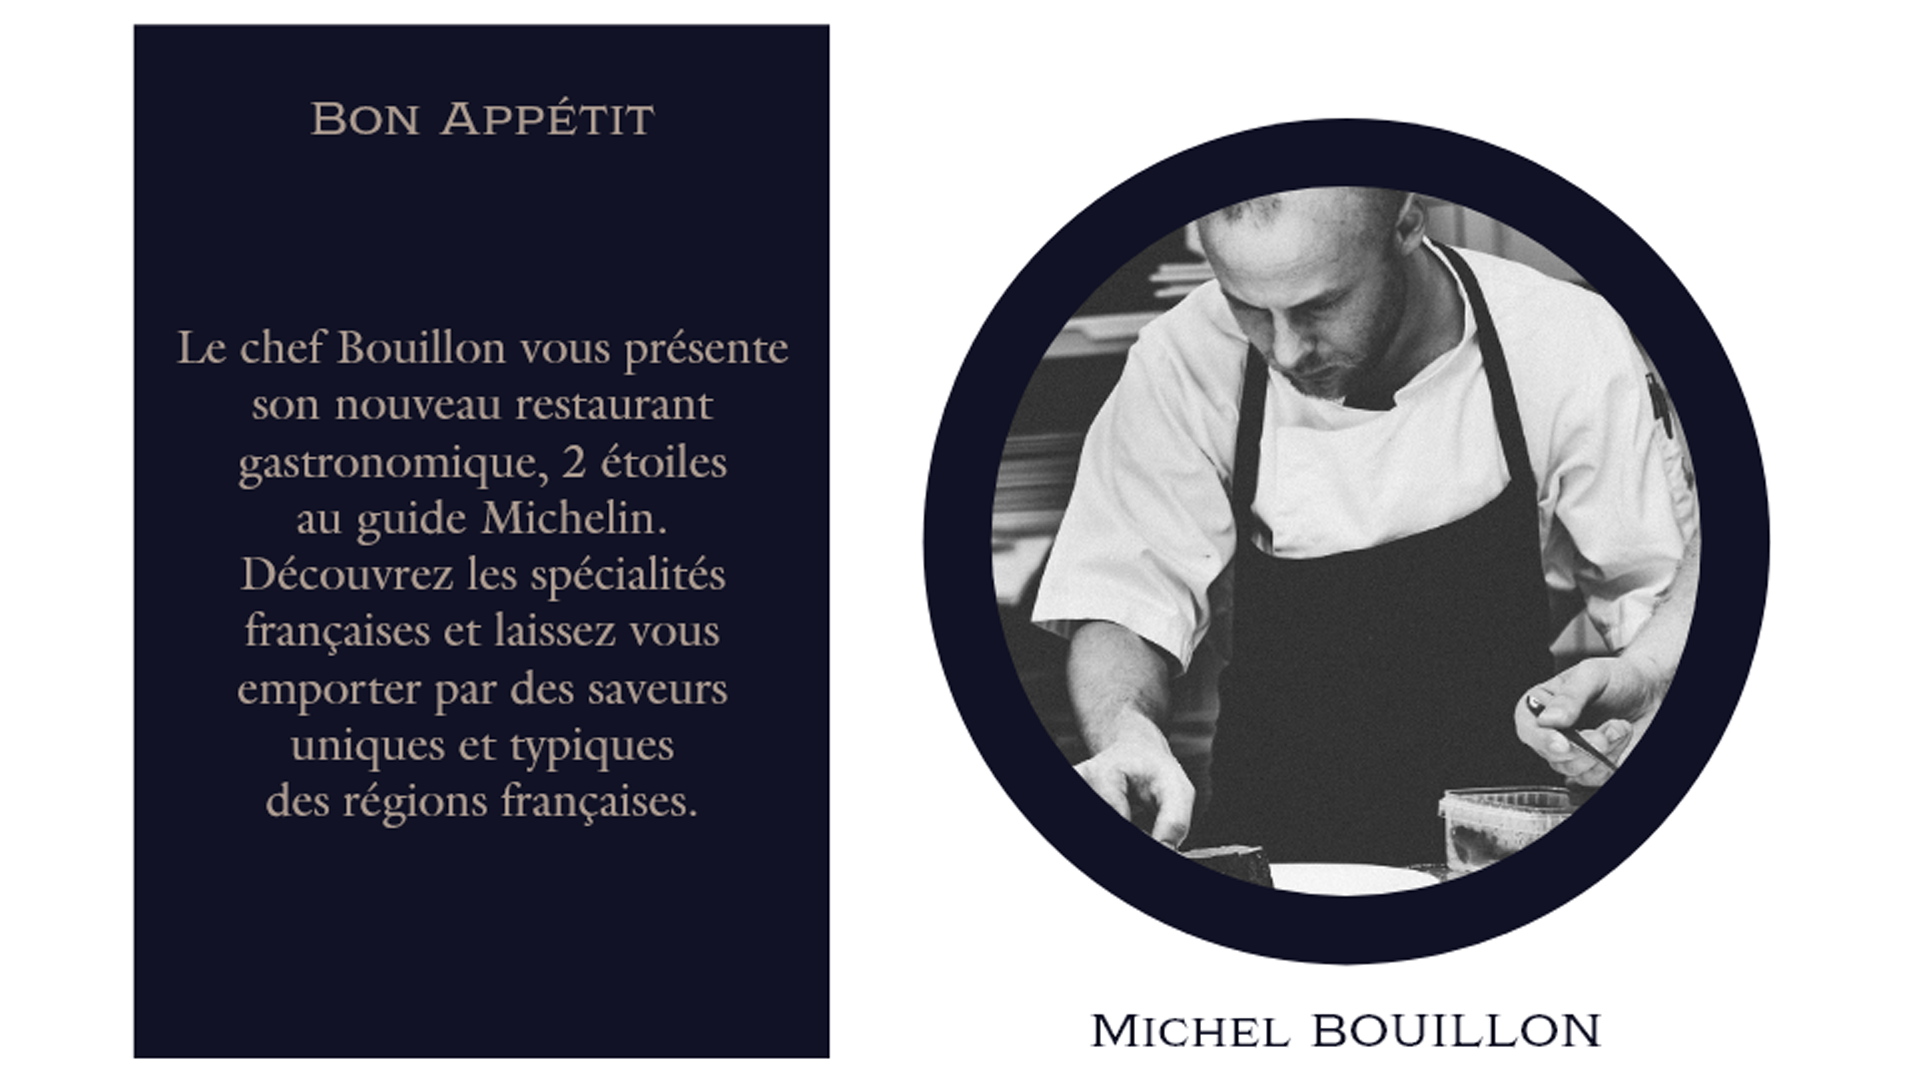 Bon Appétit
Le chef Bouillon vous présente
son nouveau restaurant
gastronomique, 2 étoiles
au guide Michelin.
Découvrez les spécialités
françaises et laissez vous
emporter par des saveurs
uniques et typiques
des régions françaises.
Michel BOUILLON